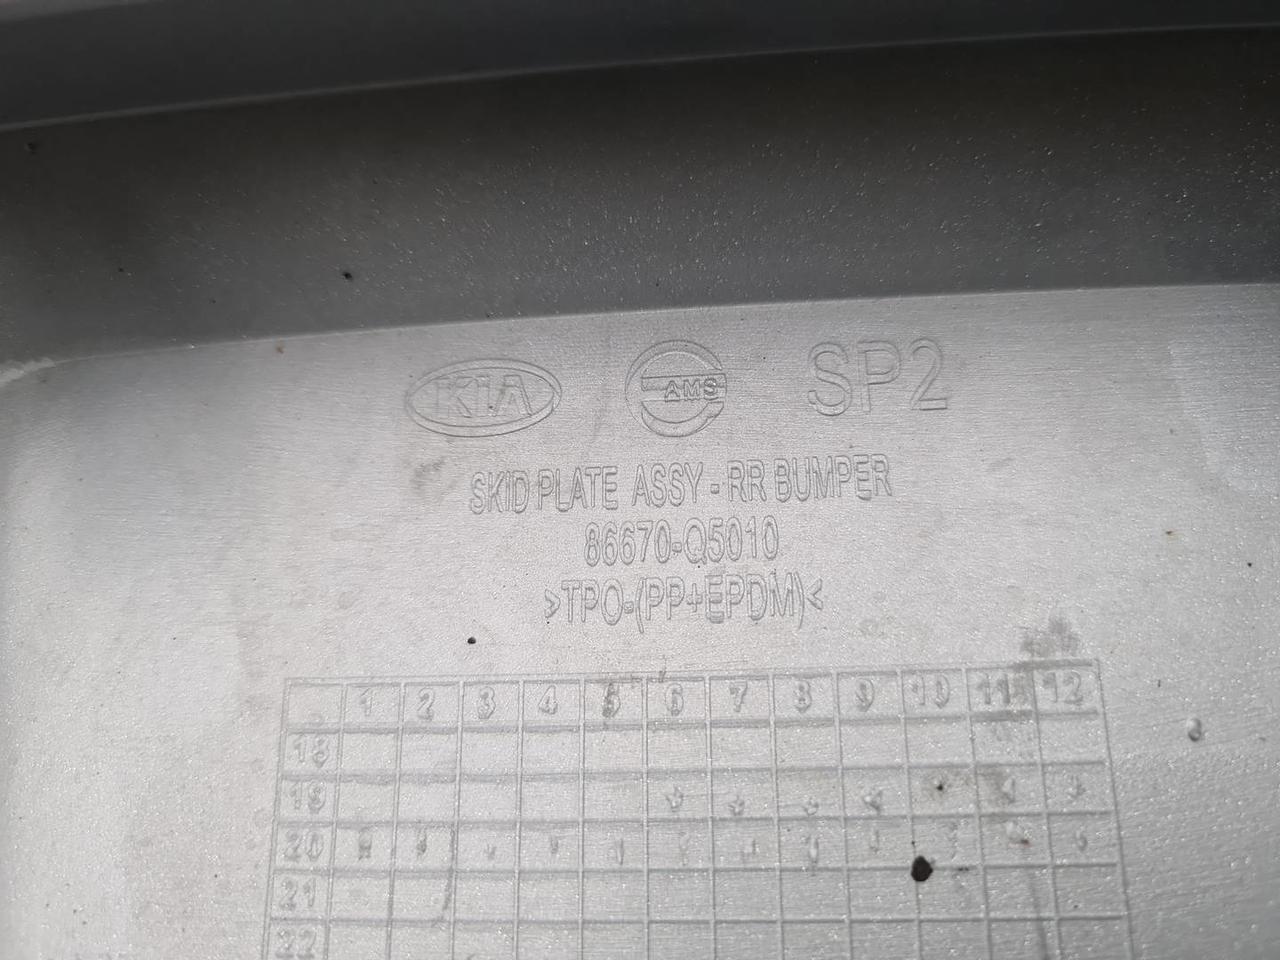 KIA AMS SP2
SKID PLATE ASSY - RR BUMPER
86670-Q5010
>TPO-(PP+EPDM)<
1 2 3 4 5 6 7 8 9 10 11 12
18
19
20
21
22